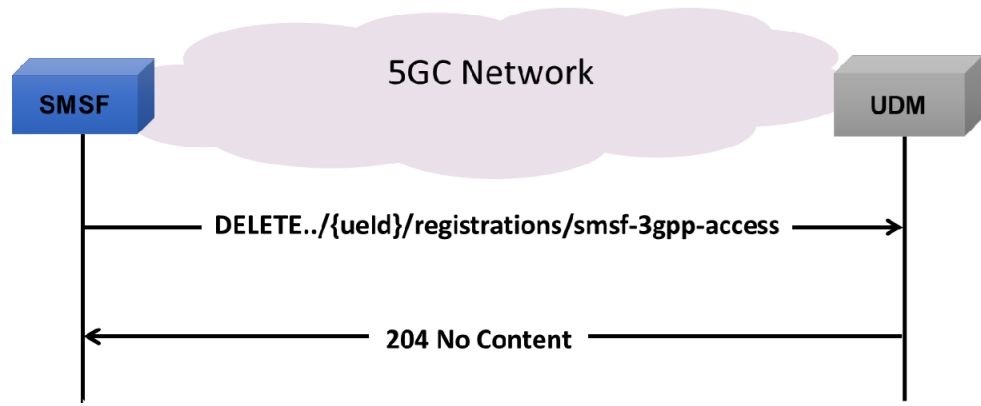 5GC Network
SMSF
UDM
DELETE../{ueId}/registrations/smsf-3gpp-access
204 No Content